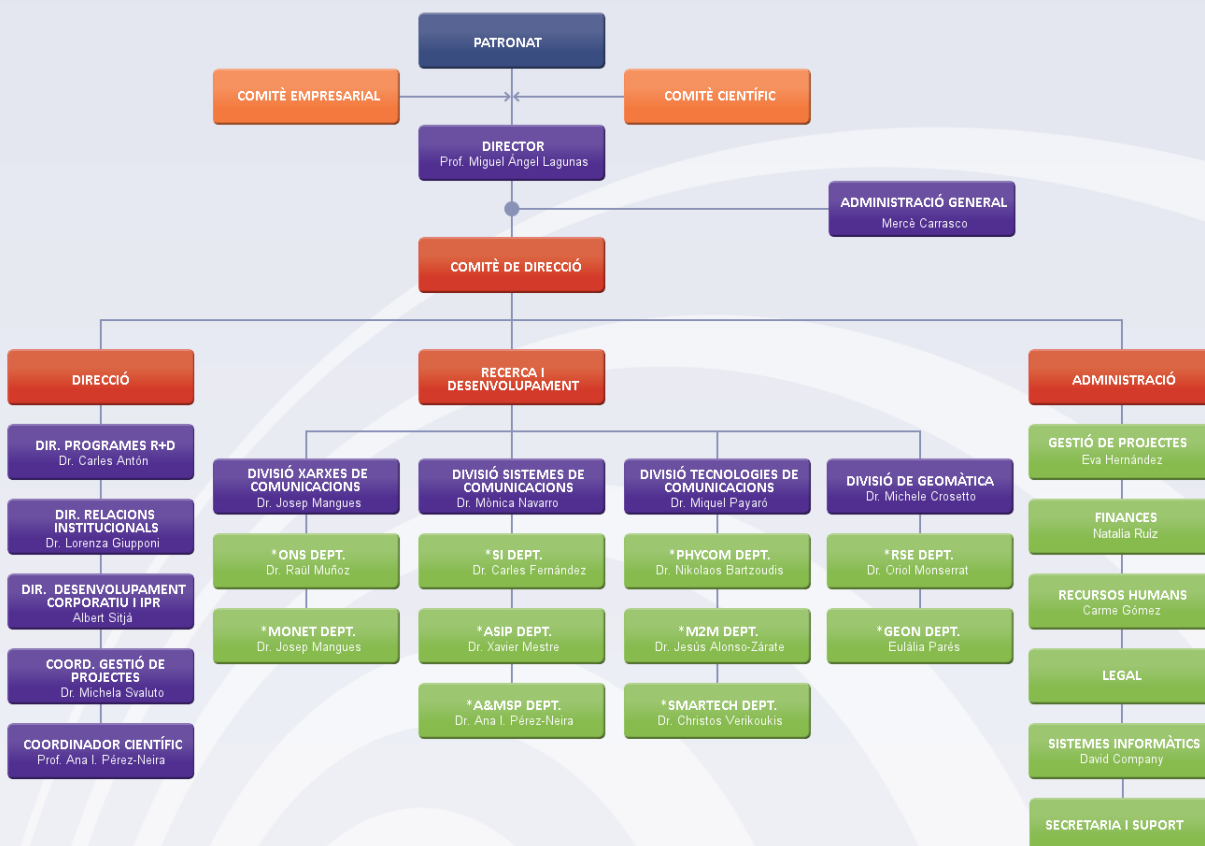 PATRONAT
COMITÈ EMPRESARIAL
COMITÈ CIENTÍFIC
DIRECTOR
Prof. Miguel Ángel Lagunas
ADMINISTRACIÓ GENERAL
Mercè Carrasco
COMITÈ DE DIRECCIÓ
DIRECCIÓ
RECERCA I
DESENVOLUPAMENT
ADMINISTRACIÓ
DIR. PROGRAMES R+D
Dr. Carles Antón
DIR. RELACIONS
INSTITUCIONALS
Dr. Lorenza Giupponi
DIR. DESENVOLUPAMENT
CORPORATIU I IPR
Albert Sitjá
COORD. GESTIÓ DE
PROJECTES
Dr. Michela Svaluto
COORDINADOR CIENTÍFIC
Prof. Ana I. Pérez-Neira
DIVISIÓ XARXES DE
COMUNICACIONS
Dr. Josep Mangues
*ONS DEPT.
Dr. Raül Muñoz
*MONET DEPT.
Dr. Josep Mangues
DIVISIÓ SISTEMES DE
COMUNICACIONS
Dr. Mònica Navarro
*SI DEPT.
Dr. Carles Fernández
*ASIP DEPT.
Dr. Xavier Mestre
*A&MSP DEPT.
Dr. Ana I. Pérez-Neira
DIVISIÓ TECNOLOGIES DE
COMUNICACIONS
Dr. Miquel Payaró
*PHYCOM DEPT.
Dr. Nikolaos Bartzoudis
*M2M DEPT.
Dr. Jesús Alonso-Zárate
*SMARTECH DEPT.
Dr. Christos Verikoukis
DIVISIÓ DE GEOMÀTICA
Dr. Michele Crosetto
*RSE DEPT.
Dr. Oriol Monserrat
*GEON DEPT.
Eulàlia Parés
GESTIÓ DE PROJECTES
Eva Hernández
FINANCES
Natalia Ruiz
RECURSOS HUMANS
Carme Gómez
LEGAL
SISTEMES INFORMÀTICS
David Company
SECRETARIA I SUPORT